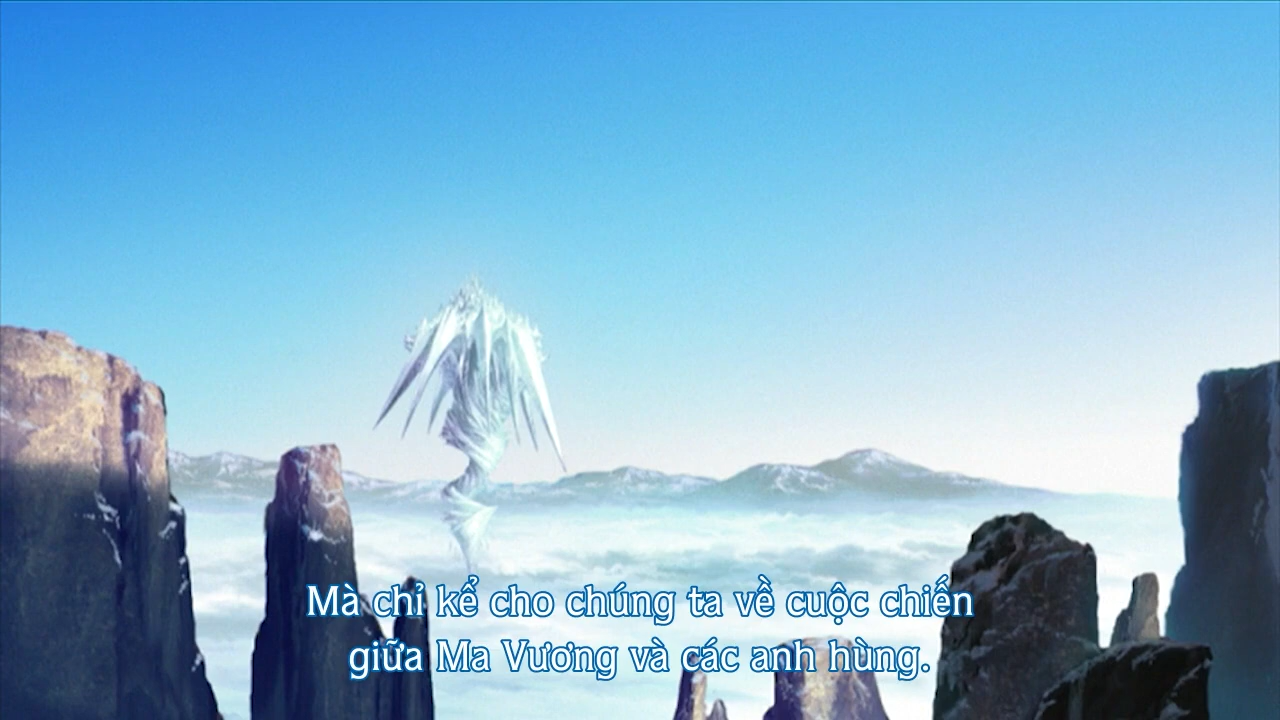 Mà chỉ kể cho chúng ta về cuộc chiến
giữa Ma Vương và các anh hùng.